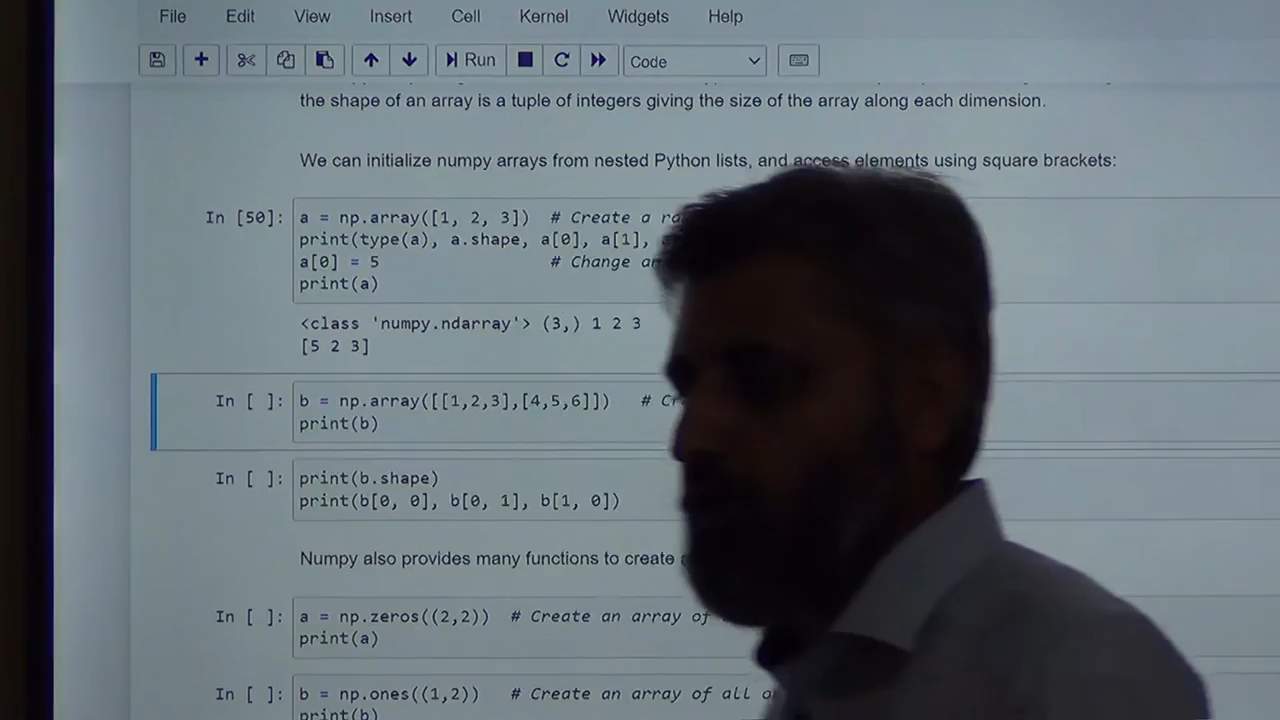 File Edit View Insert Cell Kernel Widgets Help
Run Code
the shape of an array is a tuple of integers giving the size of the array along each dimension.
We can initialize numpy arrays from nested Python lists, and access elements using square brackets:
In [50]: a = np.array([1, 2, 3]) # Create a
print(type(a), a.shape, a[0], a[1],
a[0] = 5 # Change
print(a)
<class 'numpy.ndarray'> (3,) 1 2 3
[5 2 3]
In [ ]: b = np.array([[1,2,3],[4,5,6]]) #
print(b)
In [ ]: print(b.shape)
print(b[0, 0], b[0, 1], b[1, 0])
Numpy also provides many functions to create
In [ ]: a = np.zeros((2,2)) # Create an array of
print(a)
In [ ]: b = np.ones((1,2)) # Create an array of all
print(b)